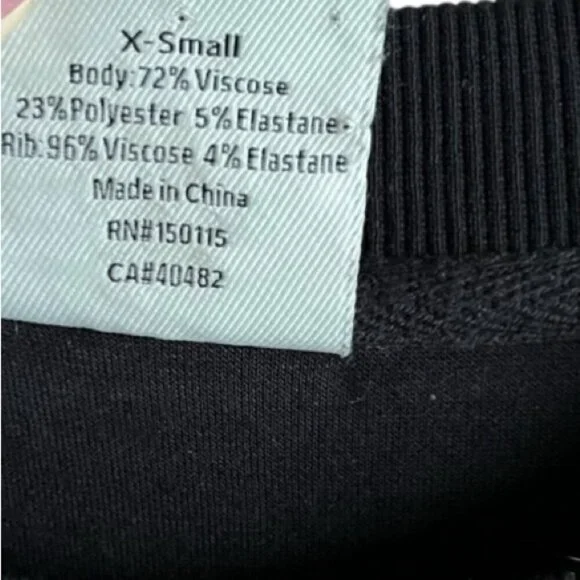 X-Small
Body:72% Viscose
23%Polyester 5%Elastane-
Rib:96% Viscose 4% Elastane
Made in China
RN#150115
CA#40482